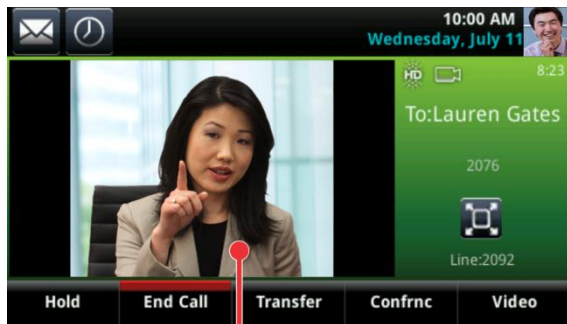 10:00 AM
Wednesday, July 11
HD
8:23
To:Lauren Gates
2076
Line:2092
Hold
End Call
Transfer
Confrnc
Video